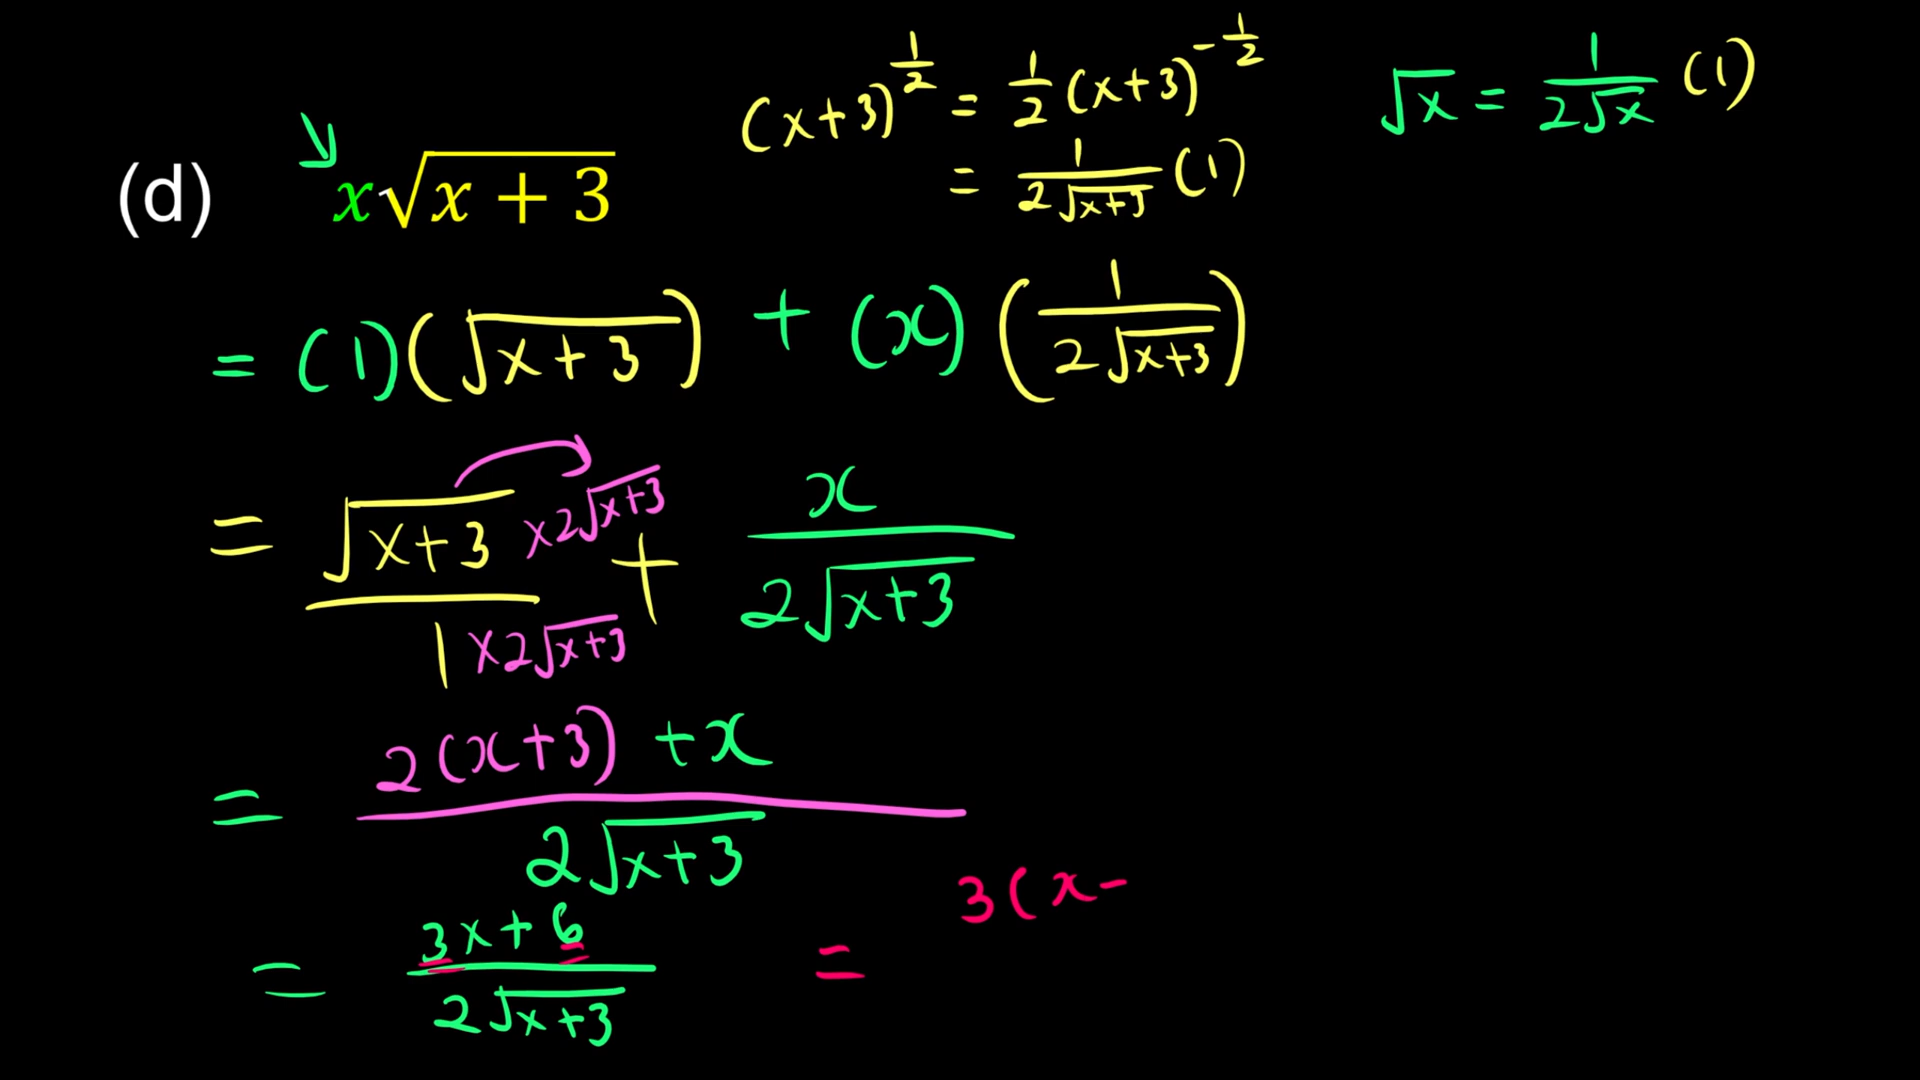 (x+3)^{1/2} = 1/2 (x+3)^{-1/2}
= 1/(2√(x+3)) (1)
√x = 1/(2√x) (1)
(d) x√(x + 3)
= (1)(√(x+3)) + (x)(1/(2√(x+3)))
= (√(x+3) ×2√(x+3))/(1 ×2√(x+3)) + x/(2√(x+3))
= (2(x+3) +x)/(2√(x+3))
= (3x+6)/(2√(x+3)) = 3(x-